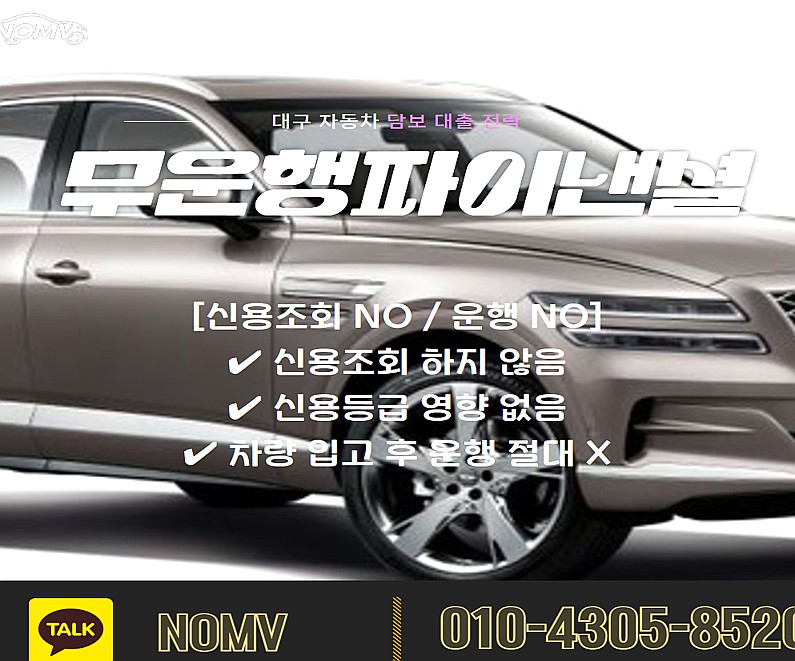 NOMV
대구 자동차 담보 대출 전략
무운행파이낸셜
[신용조회 NO / 운행 NO]
✔ 신용조회 하지 않음
✔ 신용등급 영향 없음
✔ 차량 입고 후 운행 절대 X
TALK
NOMV
010-4305-8520